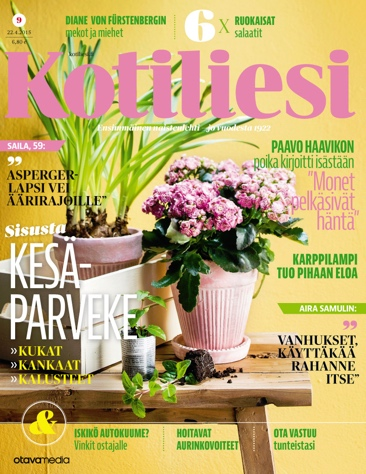 9
22.4.2015
6,80 €
DIANE VON FÜRSTENBERGIN
mekot ja miehet
6 X
RUOKAISAT
salaatit
kotiliesi.fi
Kotiliesi
Ensimmäinen naistenlehti – jo vuodesta 1922
SAILA, 59:
”ASPERGER-
LAPSI VEI
ÄÄRIRAJOILLE”
PAAVO HAAVIKON
poika kirjoitti isästään
”Monet
pelkäsivät
häntä”
KARPPILAMPI
TUO PIHAAN ELOA
Sisusta
KESÄ-
PARVEKE
» KUKAT
» KANKAAT
» KALUSTEET
AIRA SAMULIN:
”VANHUKSET,
KÄYTTÄKÄÄ
RAHANNE
ITSE”
&
otavamedia
ISKIKÖ AUTOKUUME?
Vinkit ostajalle
HOITAVAT
AURINKOVOITEET
OTA VASTUU
tunteistasi